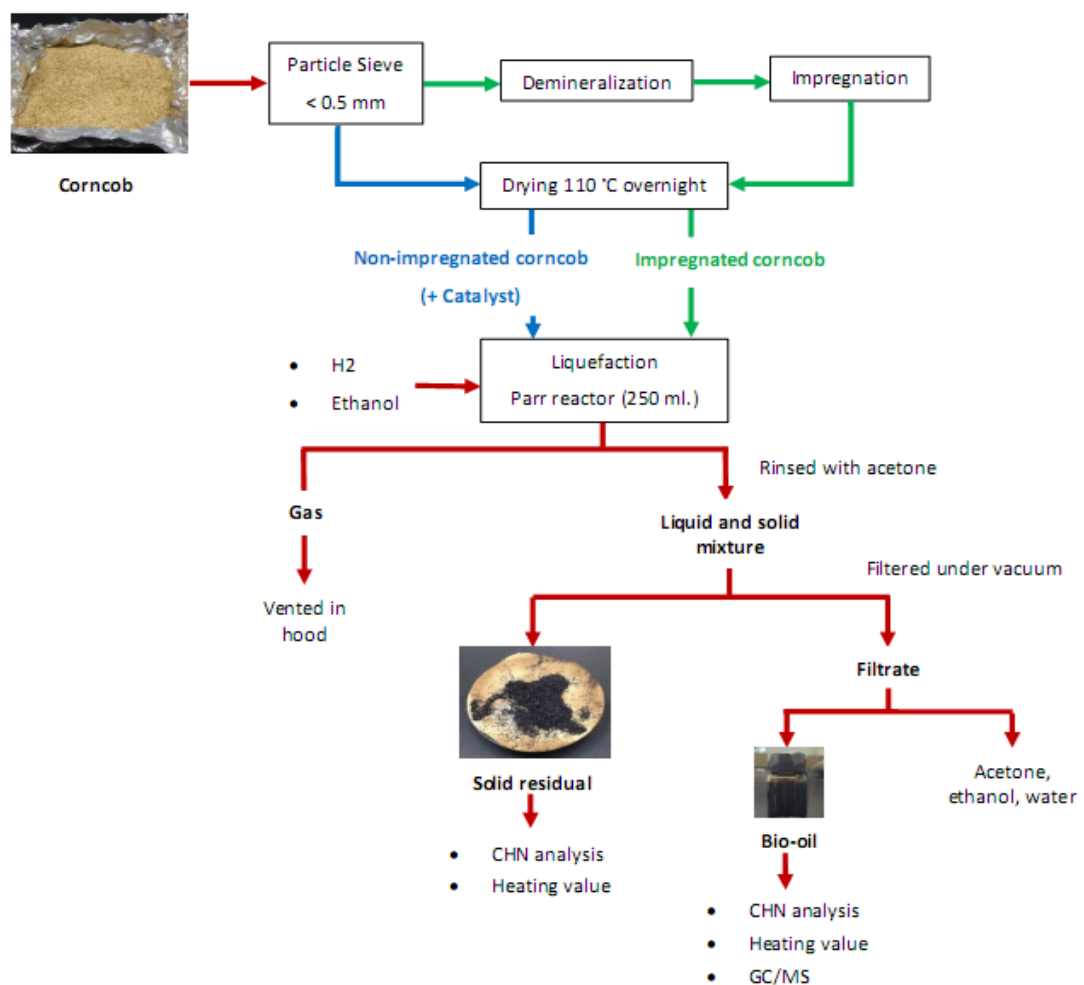 Particle Sieve
< 0.5 mm
Demineralization
Impregnation
Corncob
Drying 110 °C overnight
Non-impregnated corncob
(+ Catalyst)
Impregnated corncob
• H2
• Ethanol
Liquefaction
Parr reactor (250 ml.)
Rinsed with acetone
Gas
Liquid and solid
mixture
Filtered under vacuum
Vented in
hood
Filtrate
Solid residual
Acetone,
ethanol, water
Bio-oil
• CHN analysis
• Heating value
• CHN analysis
• Heating value
• GC/MS